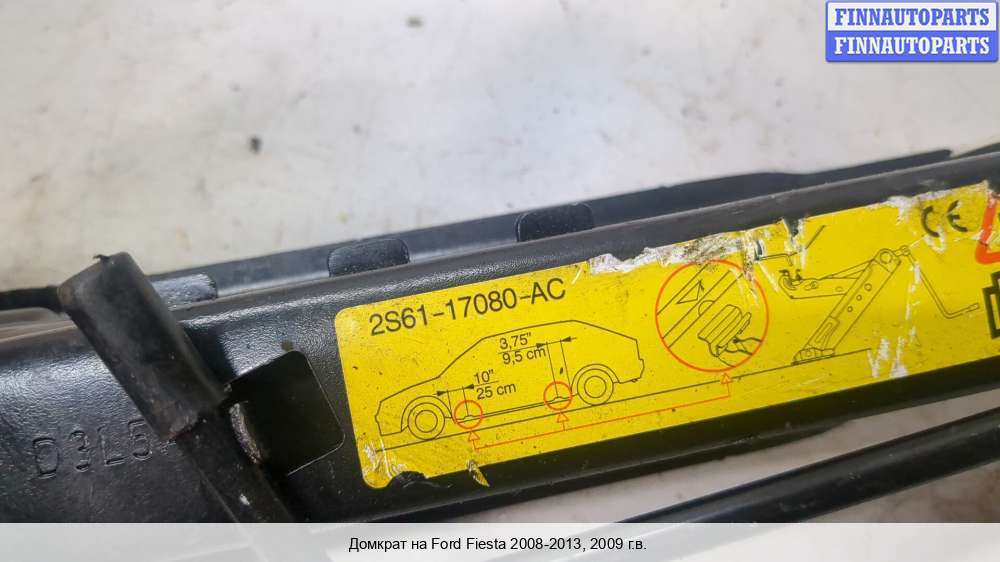 FINNAUTOPARTS
FINNAUTOPARTS
CE
2S61-17080-AC
3,75"
9,5 cm
10"
25 cm
Домкрат на Ford Fiesta 2008-2013, 2009 г.в.